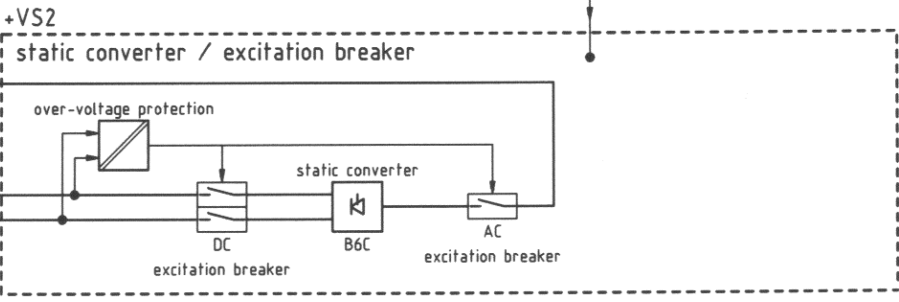 +VS2
static converter / excitation breaker
over-voltage protection
static converter
DC
B6C
AC
excitation breaker
excitation breaker